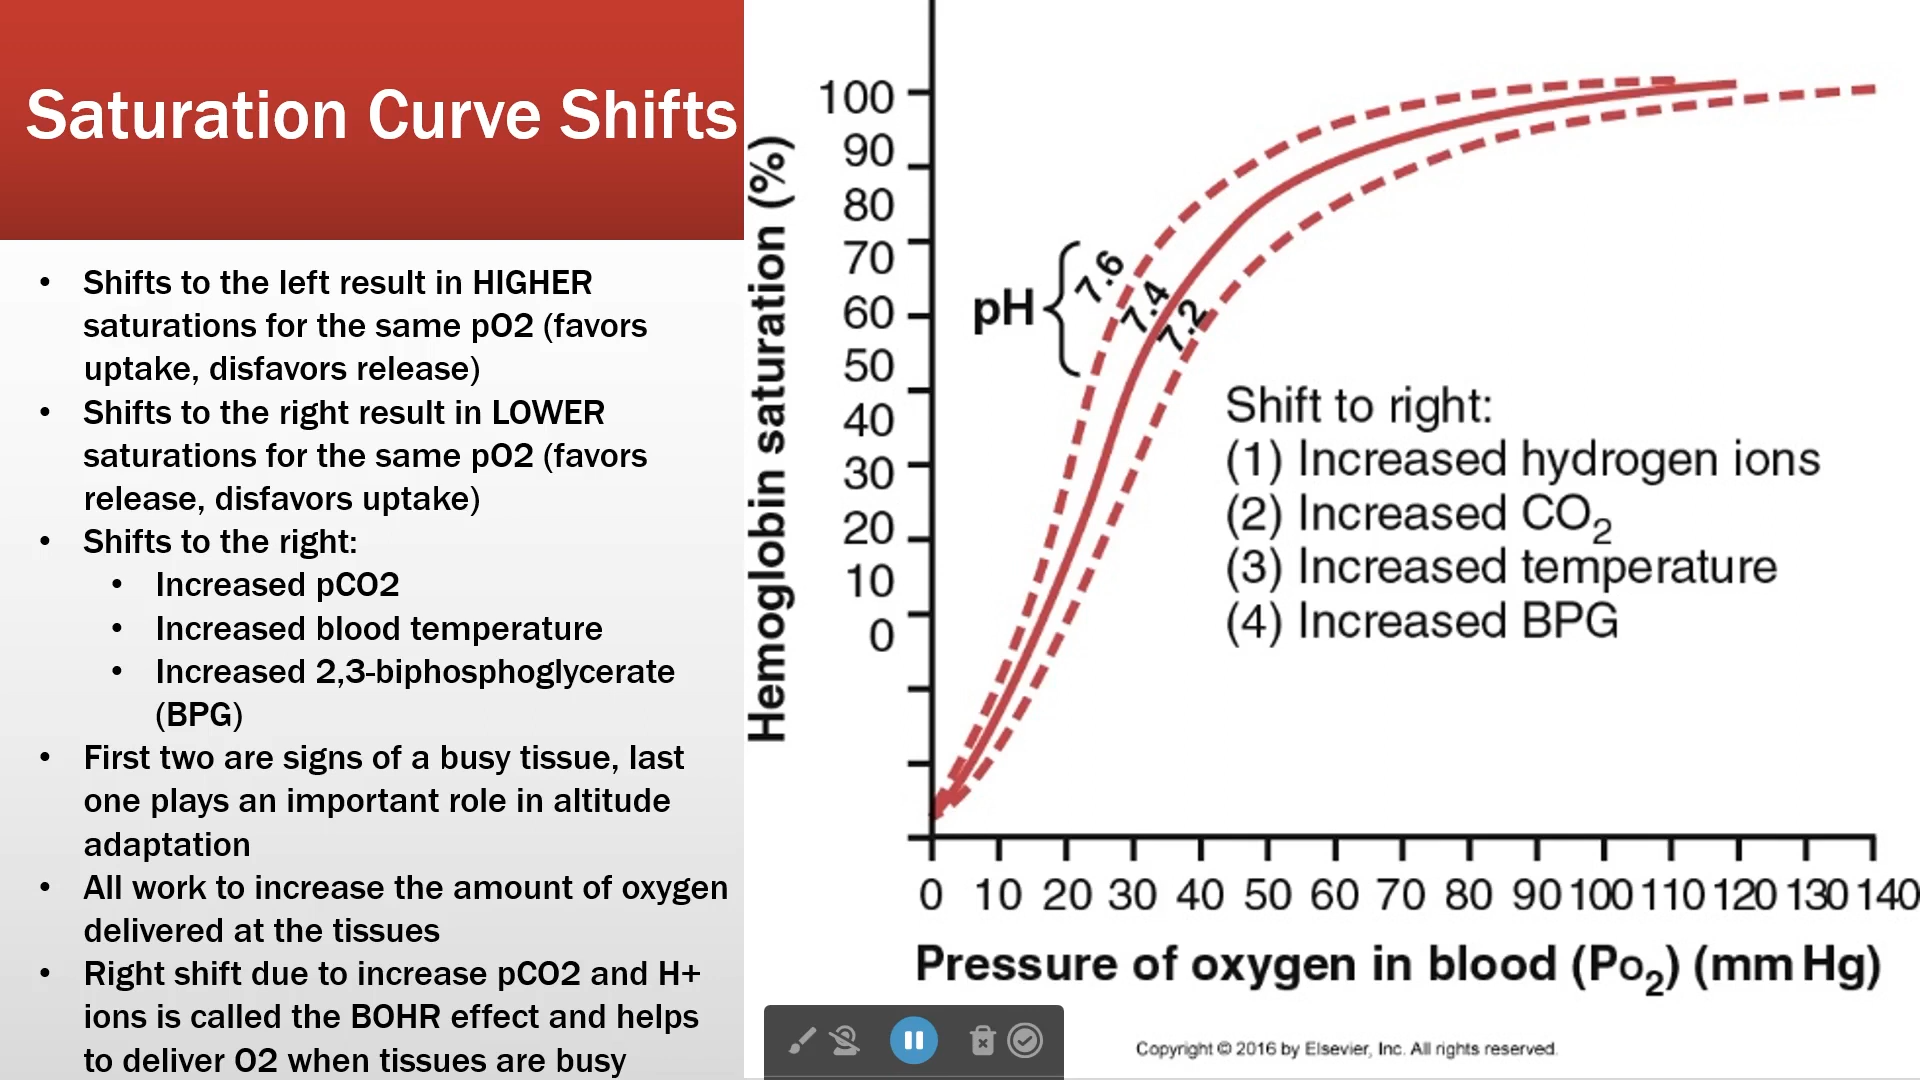 Saturation Curve Shifts
• Shifts to the left result in HIGHER
saturations for the same pO2 (favors
uptake, disfavors release)
• Shifts to the right result in LOWER
saturations for the same pO2 (favors
release, disfavors uptake)
• Shifts to the right:
• Increased pCO2
• Increased blood temperature
• Increased 2,3-biphosphoglycerate
(BPG)
• First two are signs of a busy tissue, last
one plays an important role in altitude
adaptation
• All work to increase the amount of oxygen
delivered at the tissues
• Right shift due to increase pCO2 and H+
ions is called the BOHR effect and helps
to deliver O2 when tissues are busy
Hemoglobin saturation (%)
100
90
80
70
60
50
40
30
20
10
0
pH
7.6
7.4
7.2
Shift to right:
(1) Increased hydrogen ions
(2) Increased CO2
(3) Increased temperature
(4) Increased BPG
0 10 20 30 40 50 60 70 80 90 100 110 120 130 140
Pressure of oxygen in blood (PO2) (mm Hg)
Copyright © 2016 by Elsevier, Inc. All rights reserved.